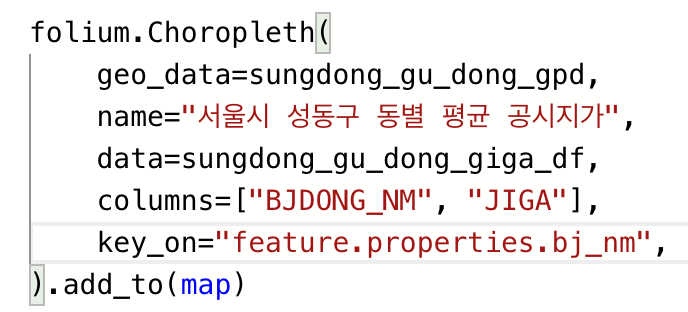 folium.Choropleth(
    geo_data=sungdong_gu_dong_gpd,
    name="서울시 성동구 동별 평균 공시지가",
    data=sungdong_gu_dong_giga_df,
    columns=["BJDONG_NM", "JIGA"],
    key_on="feature.properties.bj_nm",
).add_to(map)